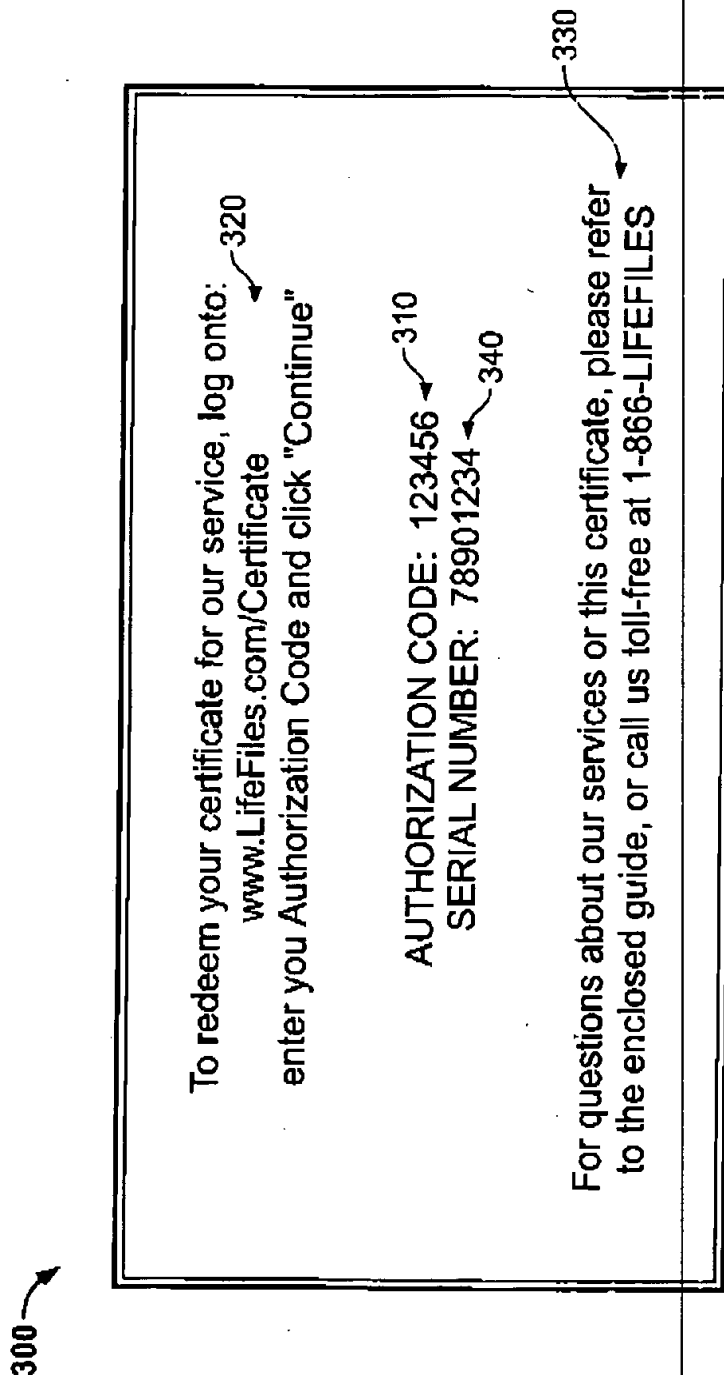 300
To redeem your certificate for our service, log onto:
320
www.LifeFiles.com/Certificate
enter you Authorization Code and click "Continue"
AUTHORIZATION CODE: 123456
310
SERIAL NUMBER: 78901234
340
330
For questions about our services or this certificate, please refer
to the enclosed guide, or call us toll-free at 1-866-LIFEFILES